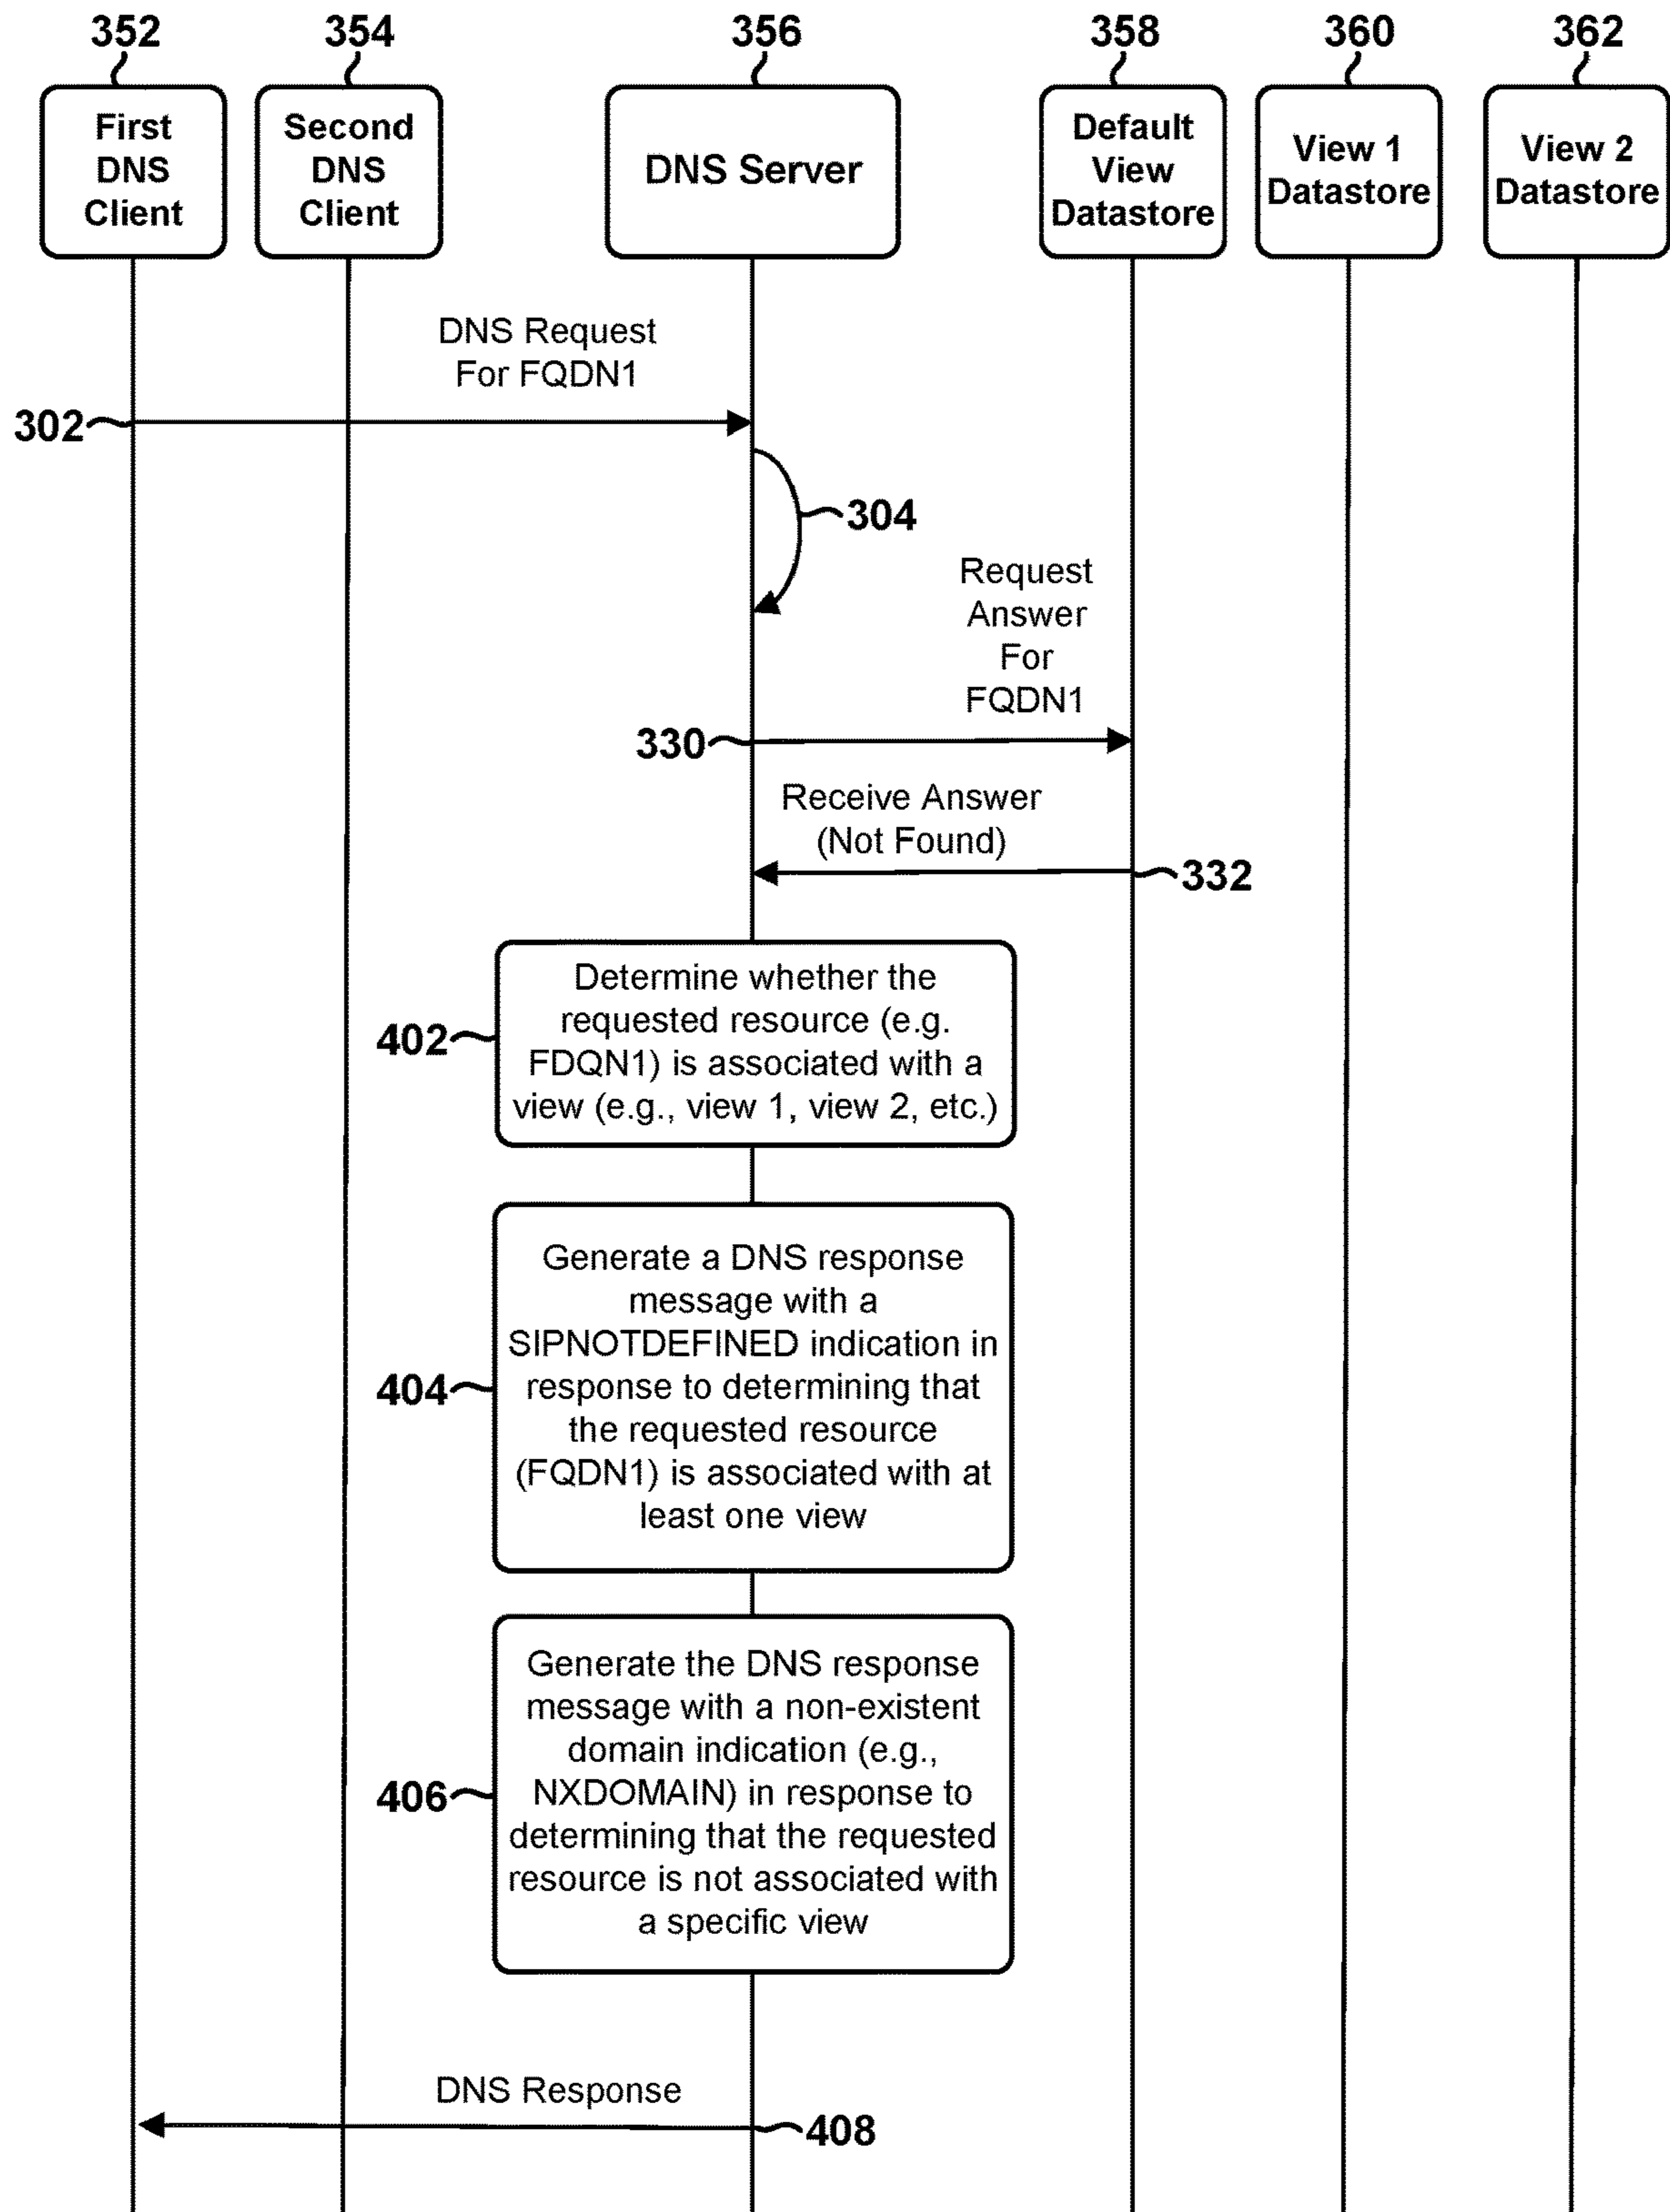 352
354
356
358
360
362
First
DNS
Client
Second
DNS
Client
DNS Server
Default
View
Datastore
View 1
Datastore
View 2
Datastore
DNS Request
For FQDN1
302
304
Request
Answer
For
FQDN1
330
Receive Answer
(Not Found)
332
Determine whether the
requested resource (e.g.
FDQN1) is associated with a
view (e.g., view 1, view 2, etc.)
402
Generate a DNS response
message with a
SIPNOTDEFINED indication in
response to determining that
the requested resource
(FQDN1) is associated with at
least one view
404
Generate the DNS response
message with a non-existent
domain indication (e.g.,
NXDOMAIN) in response to
determining that the requested
resource is not associated with
a specific view
406
DNS Response
408